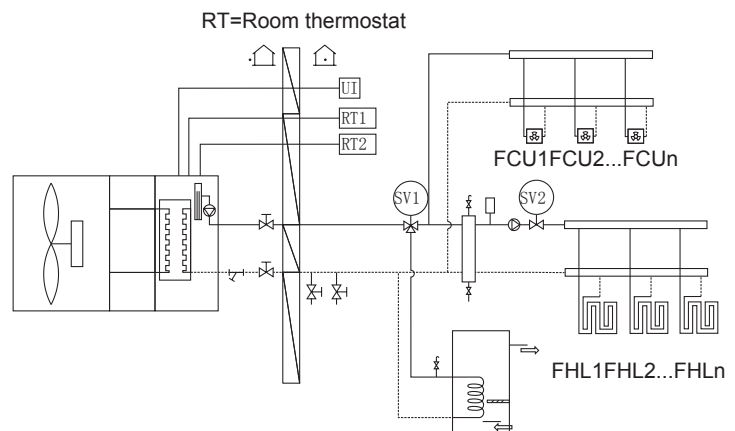 RT=Room thermostat
UI
RT1
RT2
FCU1FCU2...FCUn
SV1
SV2
FHL1FHL2...FHLn